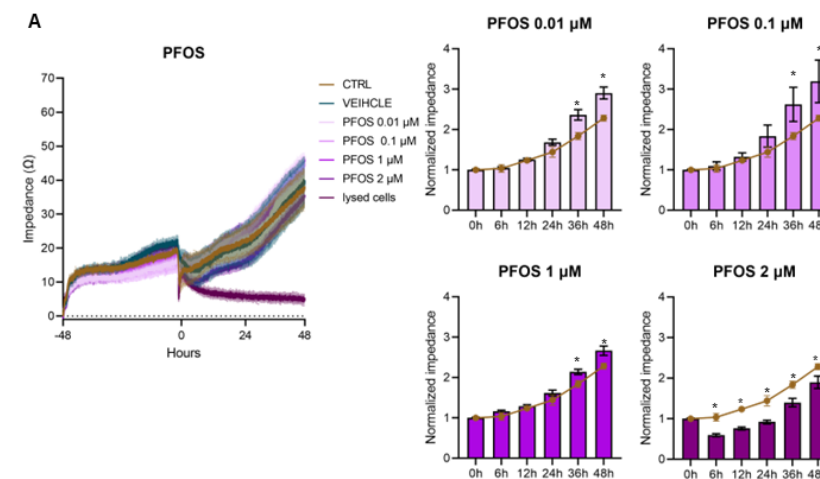 A
PFOS
70
60
50
40
30
20
10
0
Impedance (Ω)
-48
0
24
48
Hours
CTRL
VEIHCLE
PFOS 0.01 µM
PFOS 0.1 µM
PFOS 1 µM
PFOS 2 µM
lysed cells
PFOS 0.01 µM
4
3
2
1
0
Normalized impedance
* *
0h 6h 12h 24h 36h 48h
PFOS 0.1 µM
4
3
2
1
0
Normalized impedance
* *
0h 6h 12h 24h 36h 48
PFOS 1 µM
4
3
2
1
0
Normalized impedance
* *
0h 6h 12h 24h 36h 48h
PFOS 2 µM
4
3
2
1
0
Normalized impedance
* * * * *
0h 6h 12h 24h 36h 48